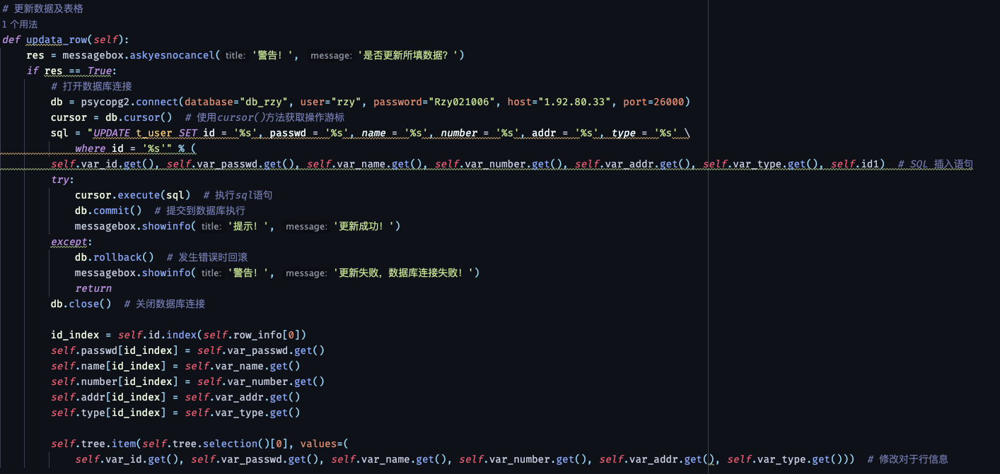 # 更新数据及表格
1 个用法
def updata_row(self):
    res = messagebox.askyesnocancel( title: '警告！', message: '是否更新所填数据？')
    if res == True:
        # 打开数据库连接
        db = psycopg2.connect(database="db_rzy", user="rzy", password="Rzy021006", host="1.92.80.33", port=26000)
        cursor = db.cursor()  # 使用cursor()方法获取操作游标
        sql = "UPDATE t_user SET id = '%s', passwd = '%s', name = '%s', number = '%s', addr = '%s', type = '%s' \
            where id = '%s'" % (
        self.var_id.get(), self.var_passwd.get(), self.var_name.get(), self.var_number.get(), self.var_addr.get(), self.var_type.get(), self.id1)  # SQL 插入语句
        try:
            cursor.execute(sql)  # 执行sql语句
            db.commit()  # 提交到数据库执行
            messagebox.showinfo( title: '提示！', message: '更新成功！')
        except:
            db.rollback()  # 发生错误时回滚
            messagebox.showinfo( title: '警告！', message: '更新失败，数据库连接失败！')
            return
        db.close()  # 关闭数据库连接
        id_index = self.id.index(self.row_info[0])
        self.passwd[id_index] = self.var_passwd.get()
        self.name[id_index] = self.var_name.get()
        self.number[id_index] = self.var_number.get()
        self.addr[id_index] = self.var_addr.get()
        self.type[id_index] = self.var_type.get()
        self.tree.item(self.tree.selection()[0], values=(
            self.var_id.get(), self.var_passwd.get(), self.var_name.get(), self.var_number.get(), self.var_addr.get(), self.var_type.get()))  # 修改对于行信息